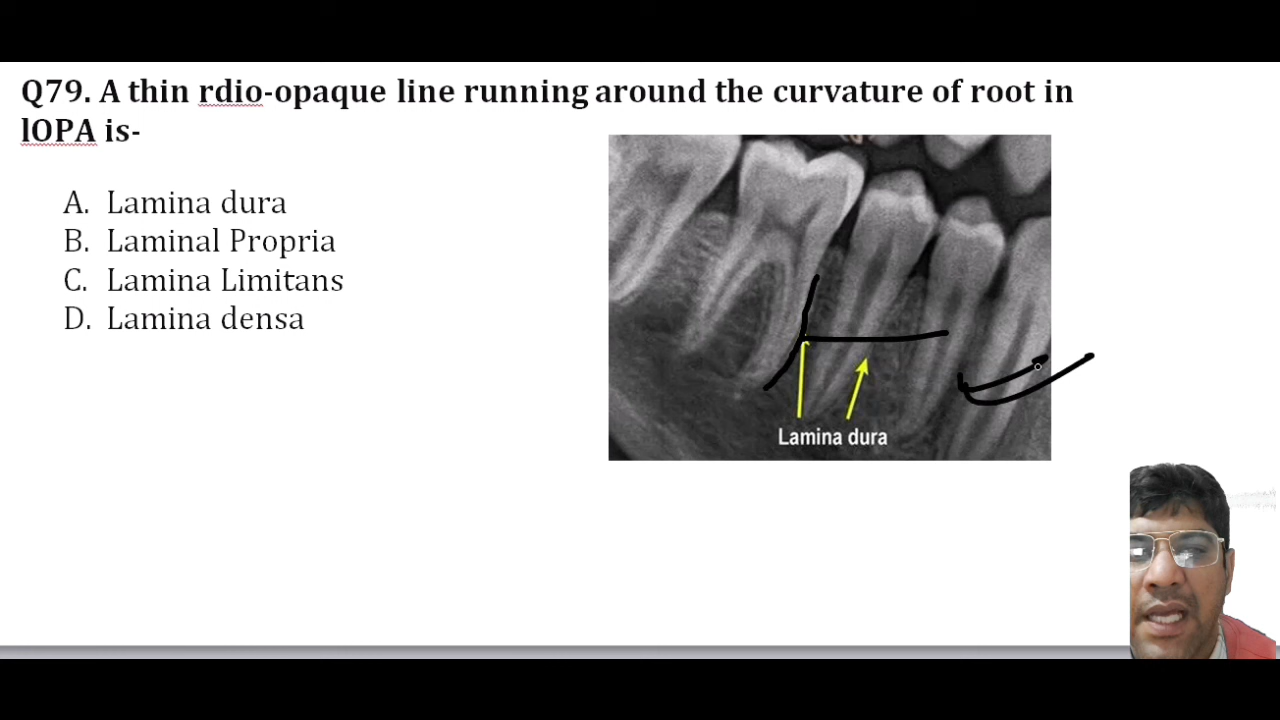 Q79. A thin rdio-opaque line running around the curvature of root in
lOPA is-
A. Lamina dura
B. Laminal Propria
C. Lamina Limitans
D. Lamina densa
Lamina dura